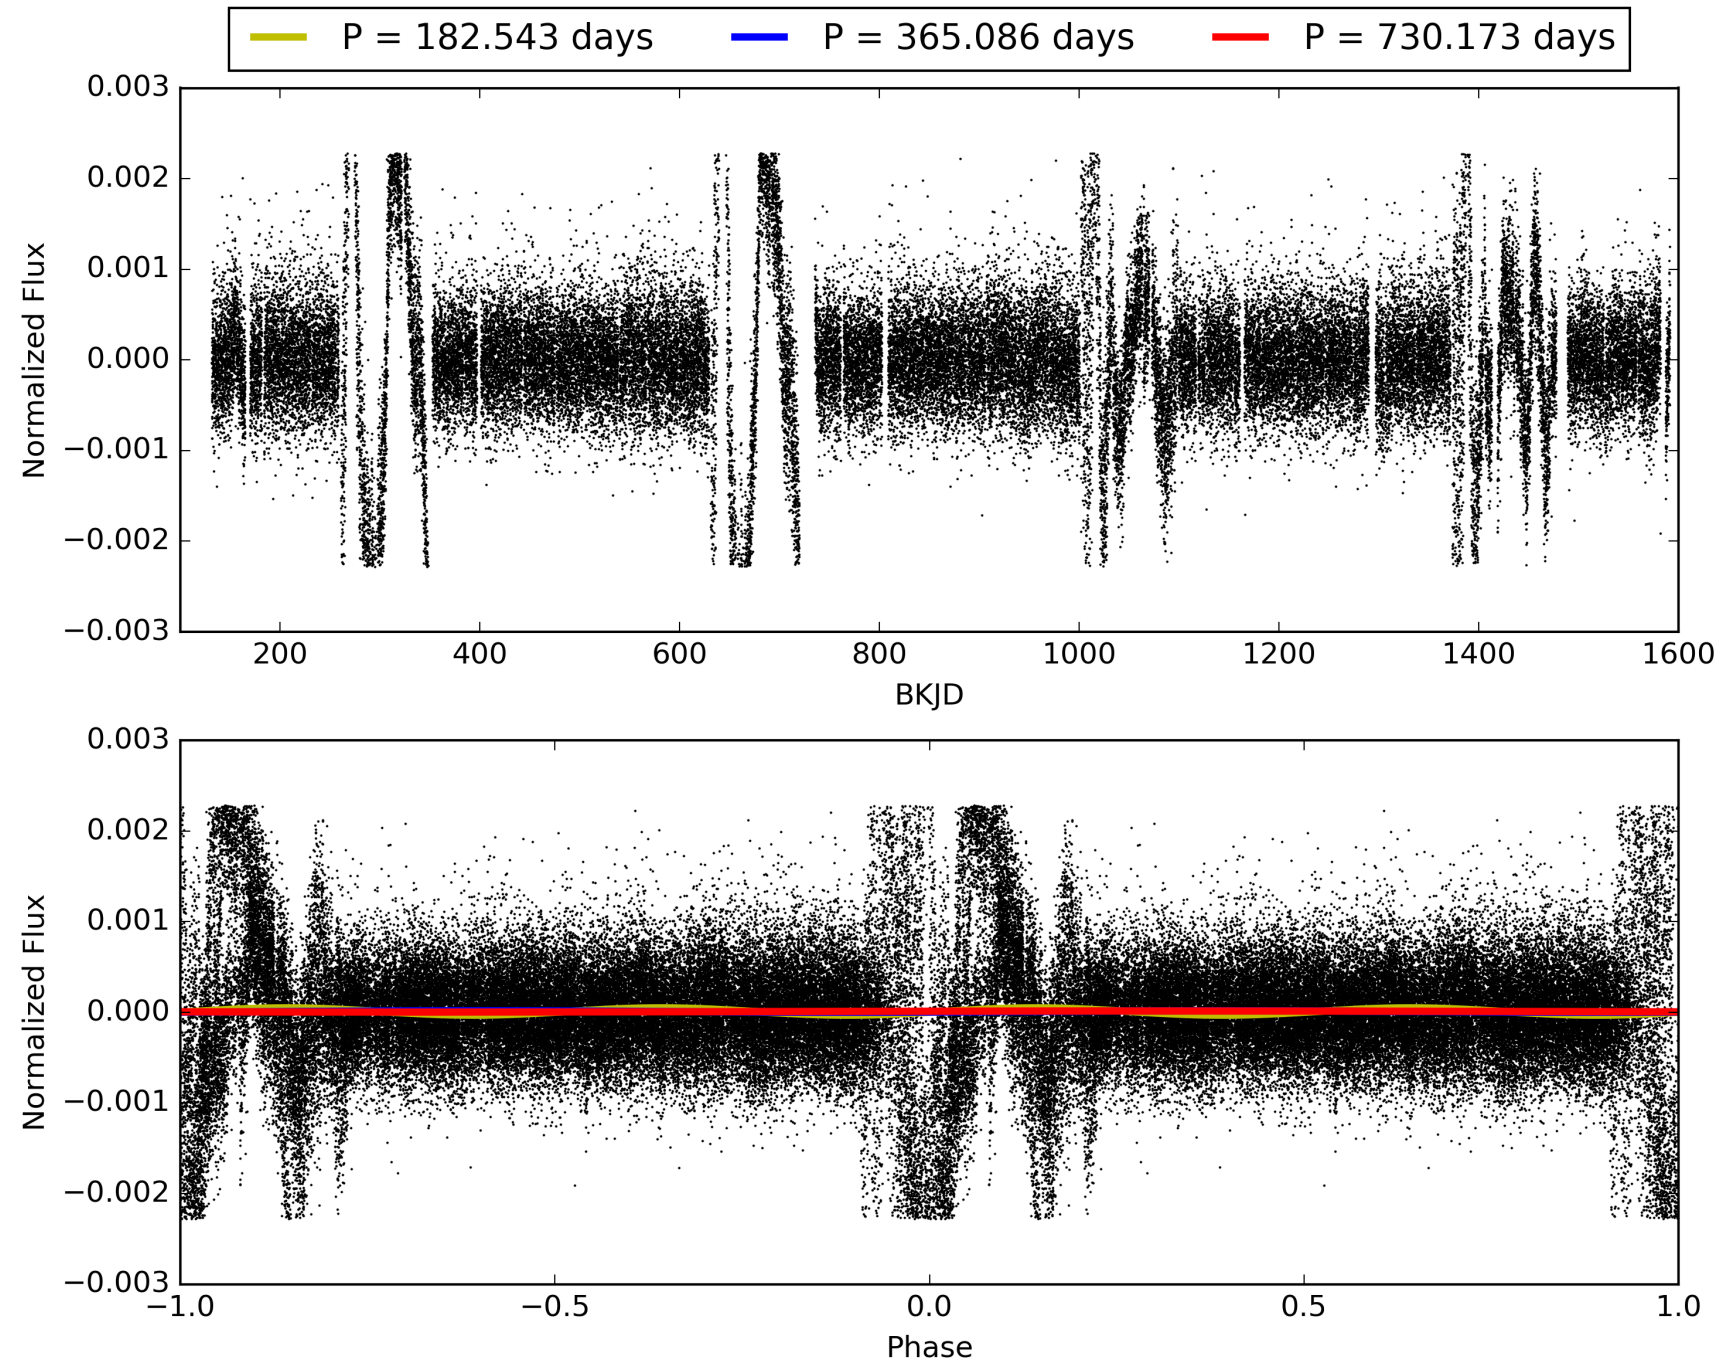 P = 182.543 days P = 365.086 days P = 730.173 days
0.003
0.002
0.001
0.000
−0.001
−0.002
−0.003
Normalized Flux
200 400 600 800 1000 1200 1400 1600
BKJD
0.003
0.002
0.001
0.000
−0.001
−0.002
−0.003
Normalized Flux
−1.0 −0.5 0.0 0.5 1.0
Phase